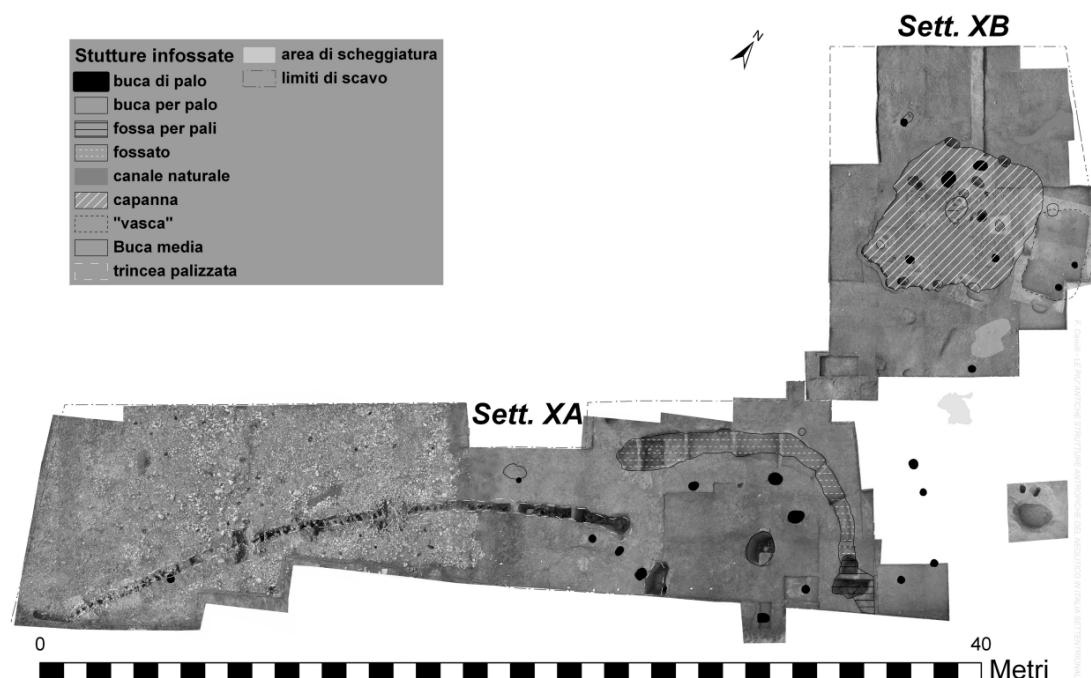 Sett. XB
N
Stutture infossate
buca di palo
buca per palo
fossa per pali
fossato
canale naturale
capanna
"vasca"
Buca media
trincea palizzata
area di scheggiatura
limiti di scavo
Sett. XA
0
40
Metri